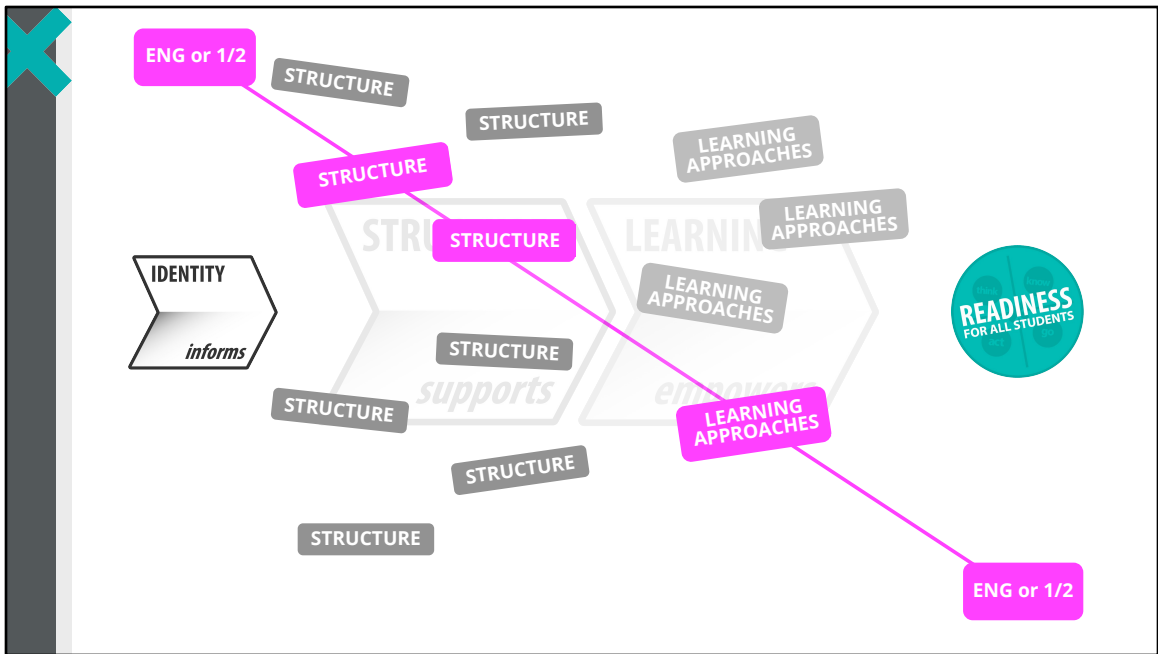 ENG or 1/2
STRUCTURE
STRUCTURE
LEARNING
APPROACHES
STRUCTURE
LEARNING
APPROACHES
STRUCTURE
IDENTITY
informs
LEARNING
APPROACHES
READINESS
FOR ALL STUDENTS
act
STRUCTURE
supports
STRUCTURE
LEARNING
APPROACHES
STRUCTURE
STRUCTURE
ENG or 1/2